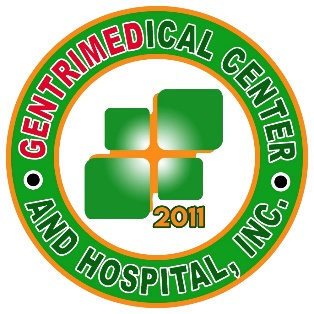 GENTRIMEDICAL CENTER
AND HOSPITAL, INC.
2011